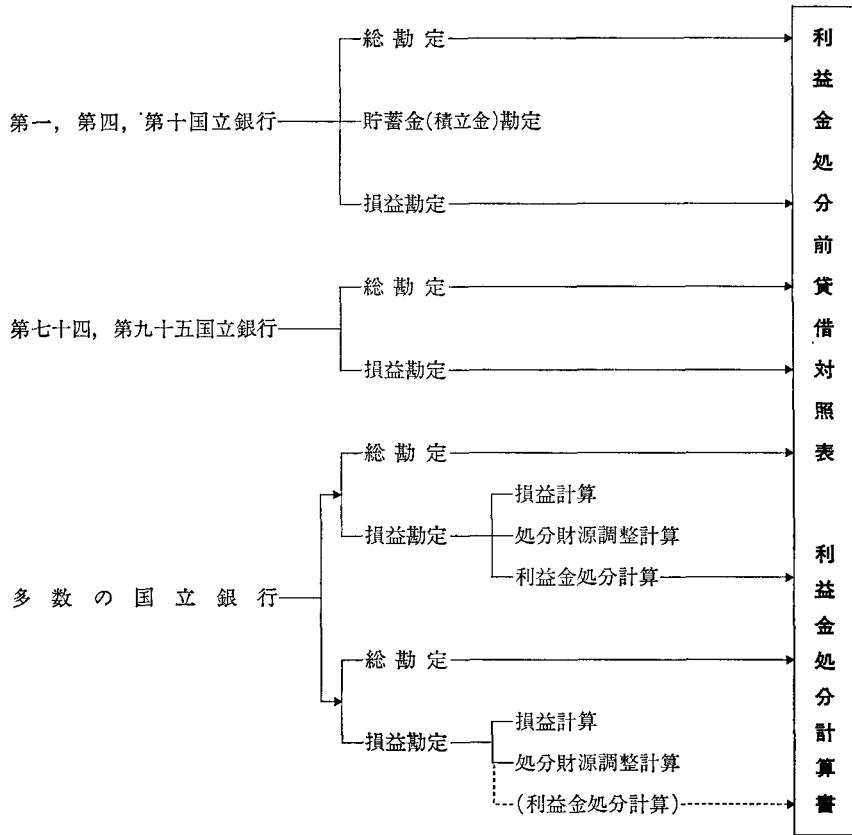 総勘定
第一，第四，第十国立銀行
貯蓄金(積立金)勘定
損益勘定
総勘定
第七十四，第九十五国立銀行
損益勘定
総勘定
損益計算
損益勘定
処分財源調整計算
利益金処分計算
多数の国立銀行
総勘定
損益計算
損益勘定
処分財源調整計算
(利益金処分計算)
利益金処分前貸借対照表
利益金処分計算書